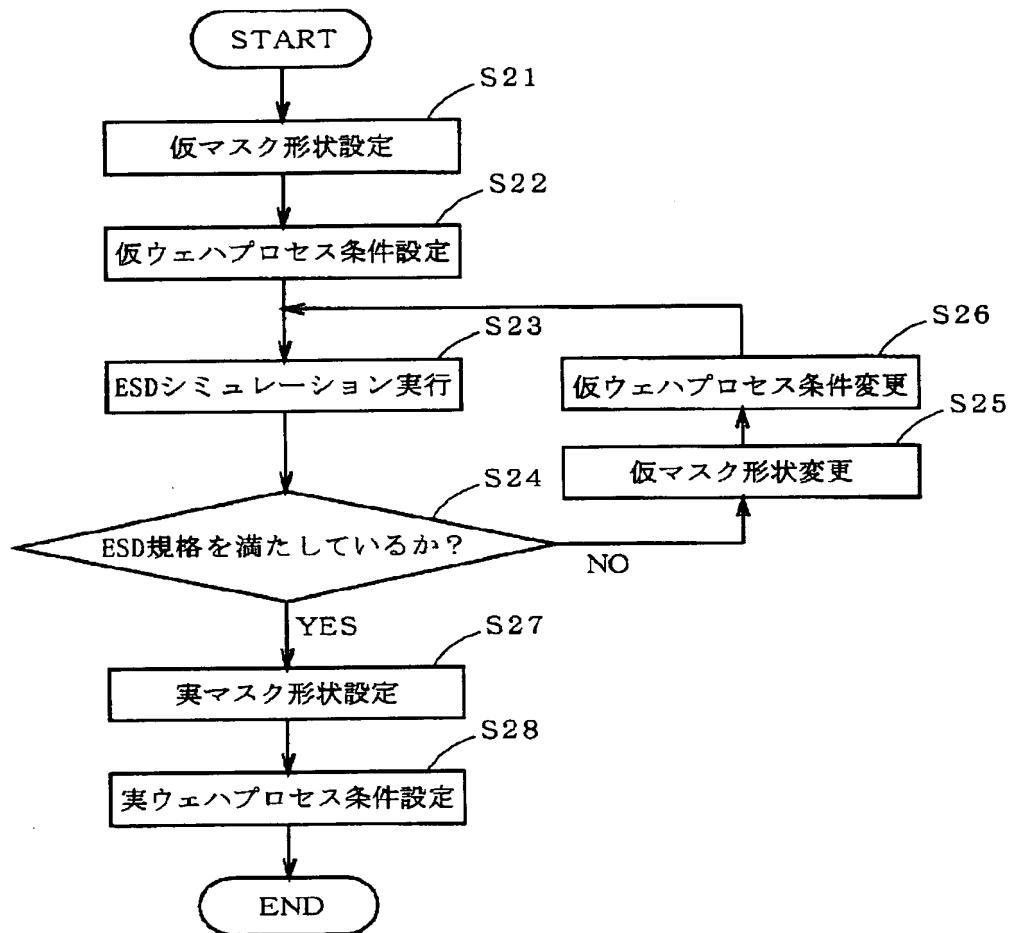 START
S21
仮マスク形状設定
S22
仮ウェハプロセス条件設定
S23
ESDシミュレーション実行
S26
仮ウェハプロセス条件変更
S25
仮マスク形状変更
S24
ESD規格を満たしているか?
NO
YES
S27
実マスク形状設定
S28
実ウェハプロセス条件設定
END